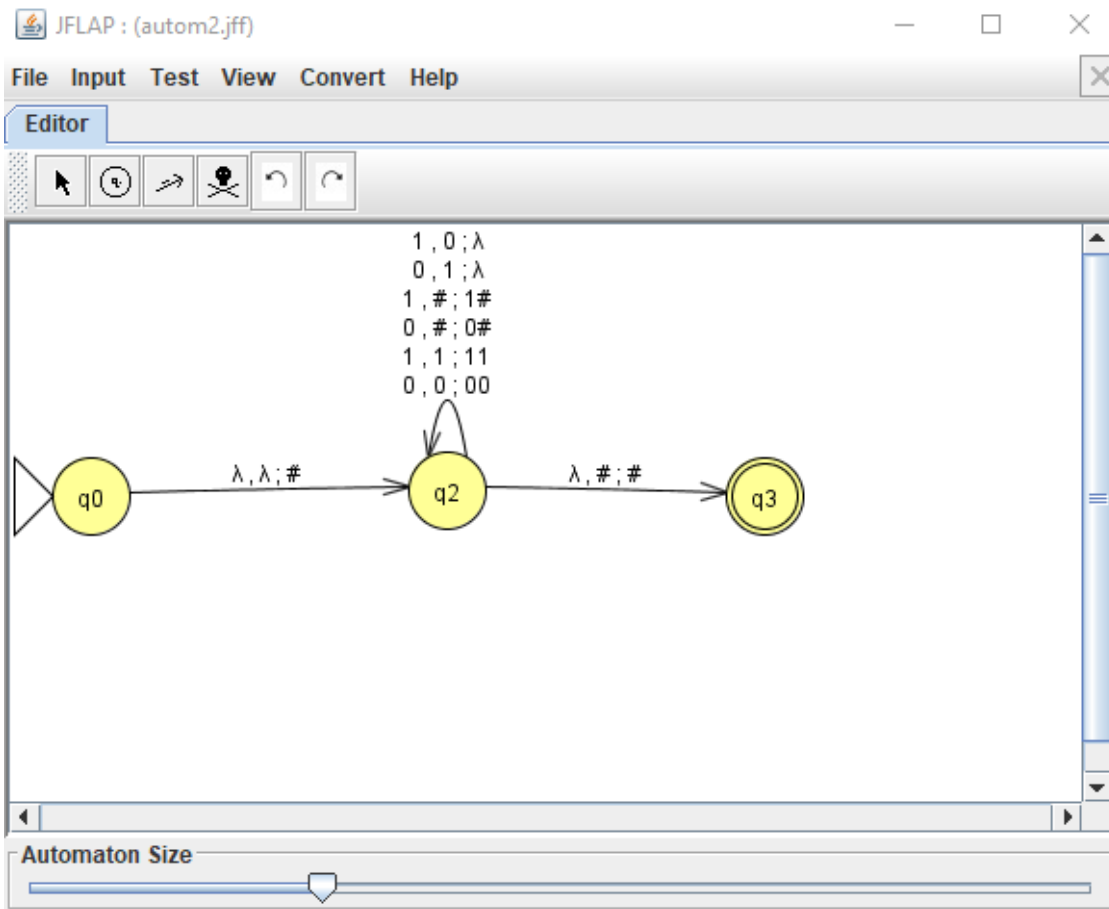 JFLAP : (autom2.jff)
File Input Test View Convert Help
Editor
1 , 0 ; λ
0 , 1 ; λ
1 , # ; 1#
0 , # ; 0#
1 , 1 ; 11
0 , 0 ; 00
λ , λ ; #
λ , # ; #
q0
q2
q3
Automaton Size